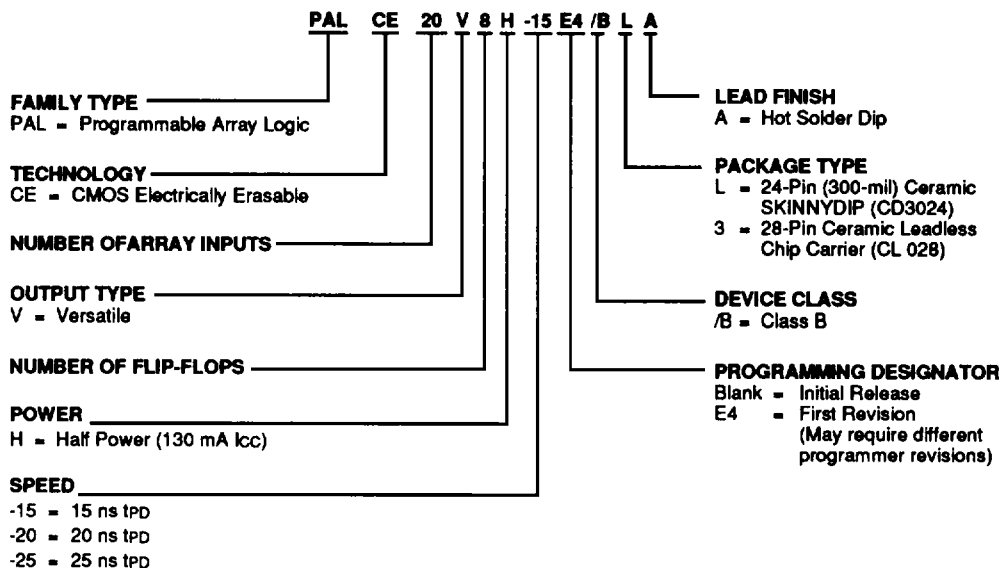 PAL CE 20 V 8 H -15 E4 /B L A
FAMILY TYPE
PAL = Programmable Array Logic
TECHNOLOGY
CE = CMOS Electrically Erasable
NUMBER OFARRAY INPUTS
OUTPUT TYPE
V = Versatile
NUMBER OF FLIP-FLOPS
POWER
H = Half Power (130 mA ICC)
SPEED
-15 = 15 ns tPD
-20 = 20 ns tPD
-25 = 25 ns tPD
LEAD FINISH
A = Hot Solder Dip
PACKAGE TYPE
L = 24-Pin (300-mil) Ceramic
SKINNYDIP (CD3024)
3 = 28-Pin Ceramic Leadless
Chip Carrier (CL 028)
DEVICE CLASS
/B = Class B
PROGRAMMING DESIGNATOR
Blank = Initial Release
E4 = First Revision
(May require different
programmer revisions)